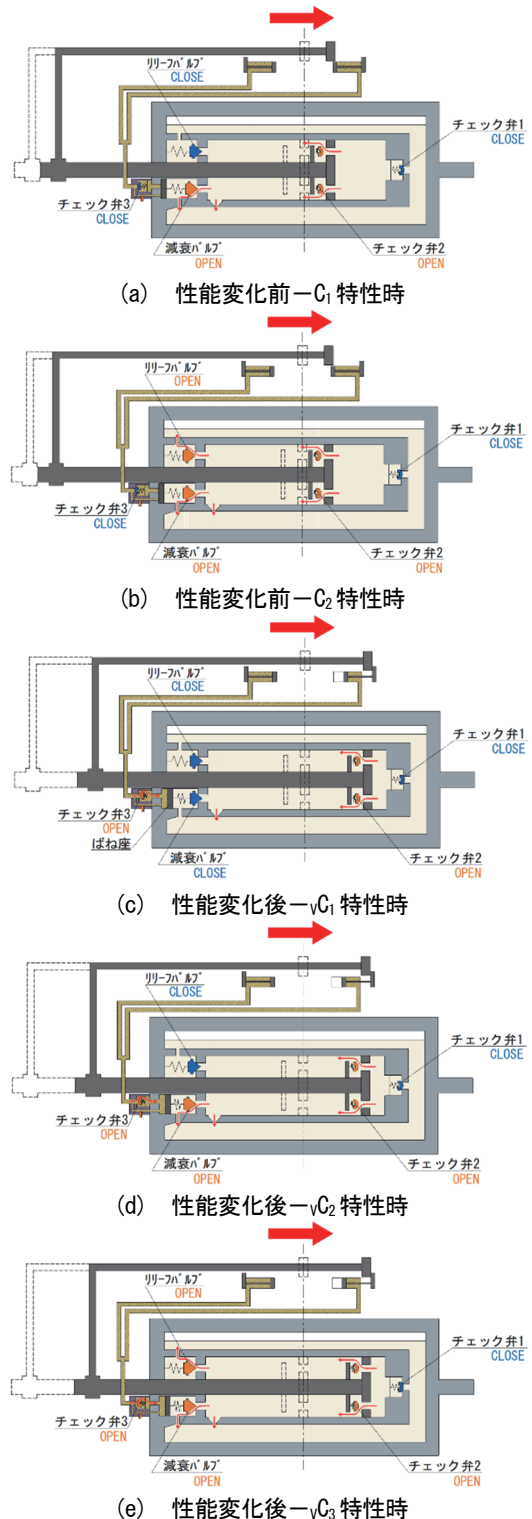 リリーフバルブ
CLOSE
チェック弁1
CLOSE
チェック弁3
CLOSE
減衰バルブ
OPEN
チェック弁2
OPEN
(a) 性能変化前－C1特性時
リリーフバルブ
OPEN
チェック弁1
CLOSE
チェック弁3
CLOSE
減衰バルブ
OPEN
チェック弁2
OPEN
(b) 性能変化前－C2特性時
リリーフバルブ
CLOSE
チェック弁1
CLOSE
チェック弁3
OPEN
ばね座
減衰バルブ
CLOSE
チェック弁2
OPEN
(c) 性能変化後－vC1特性時
リリーフバルブ
CLOSE
チェック弁1
CLOSE
チェック弁3
OPEN
減衰バルブ
OPEN
チェック弁2
OPEN
(d) 性能変化後－vC2特性時
リリーフバルブ
OPEN
チェック弁1
CLOSE
チェック弁3
OPEN
減衰バルブ
OPEN
チェック弁2
OPEN
(e) 性能変化後－vC3特性時